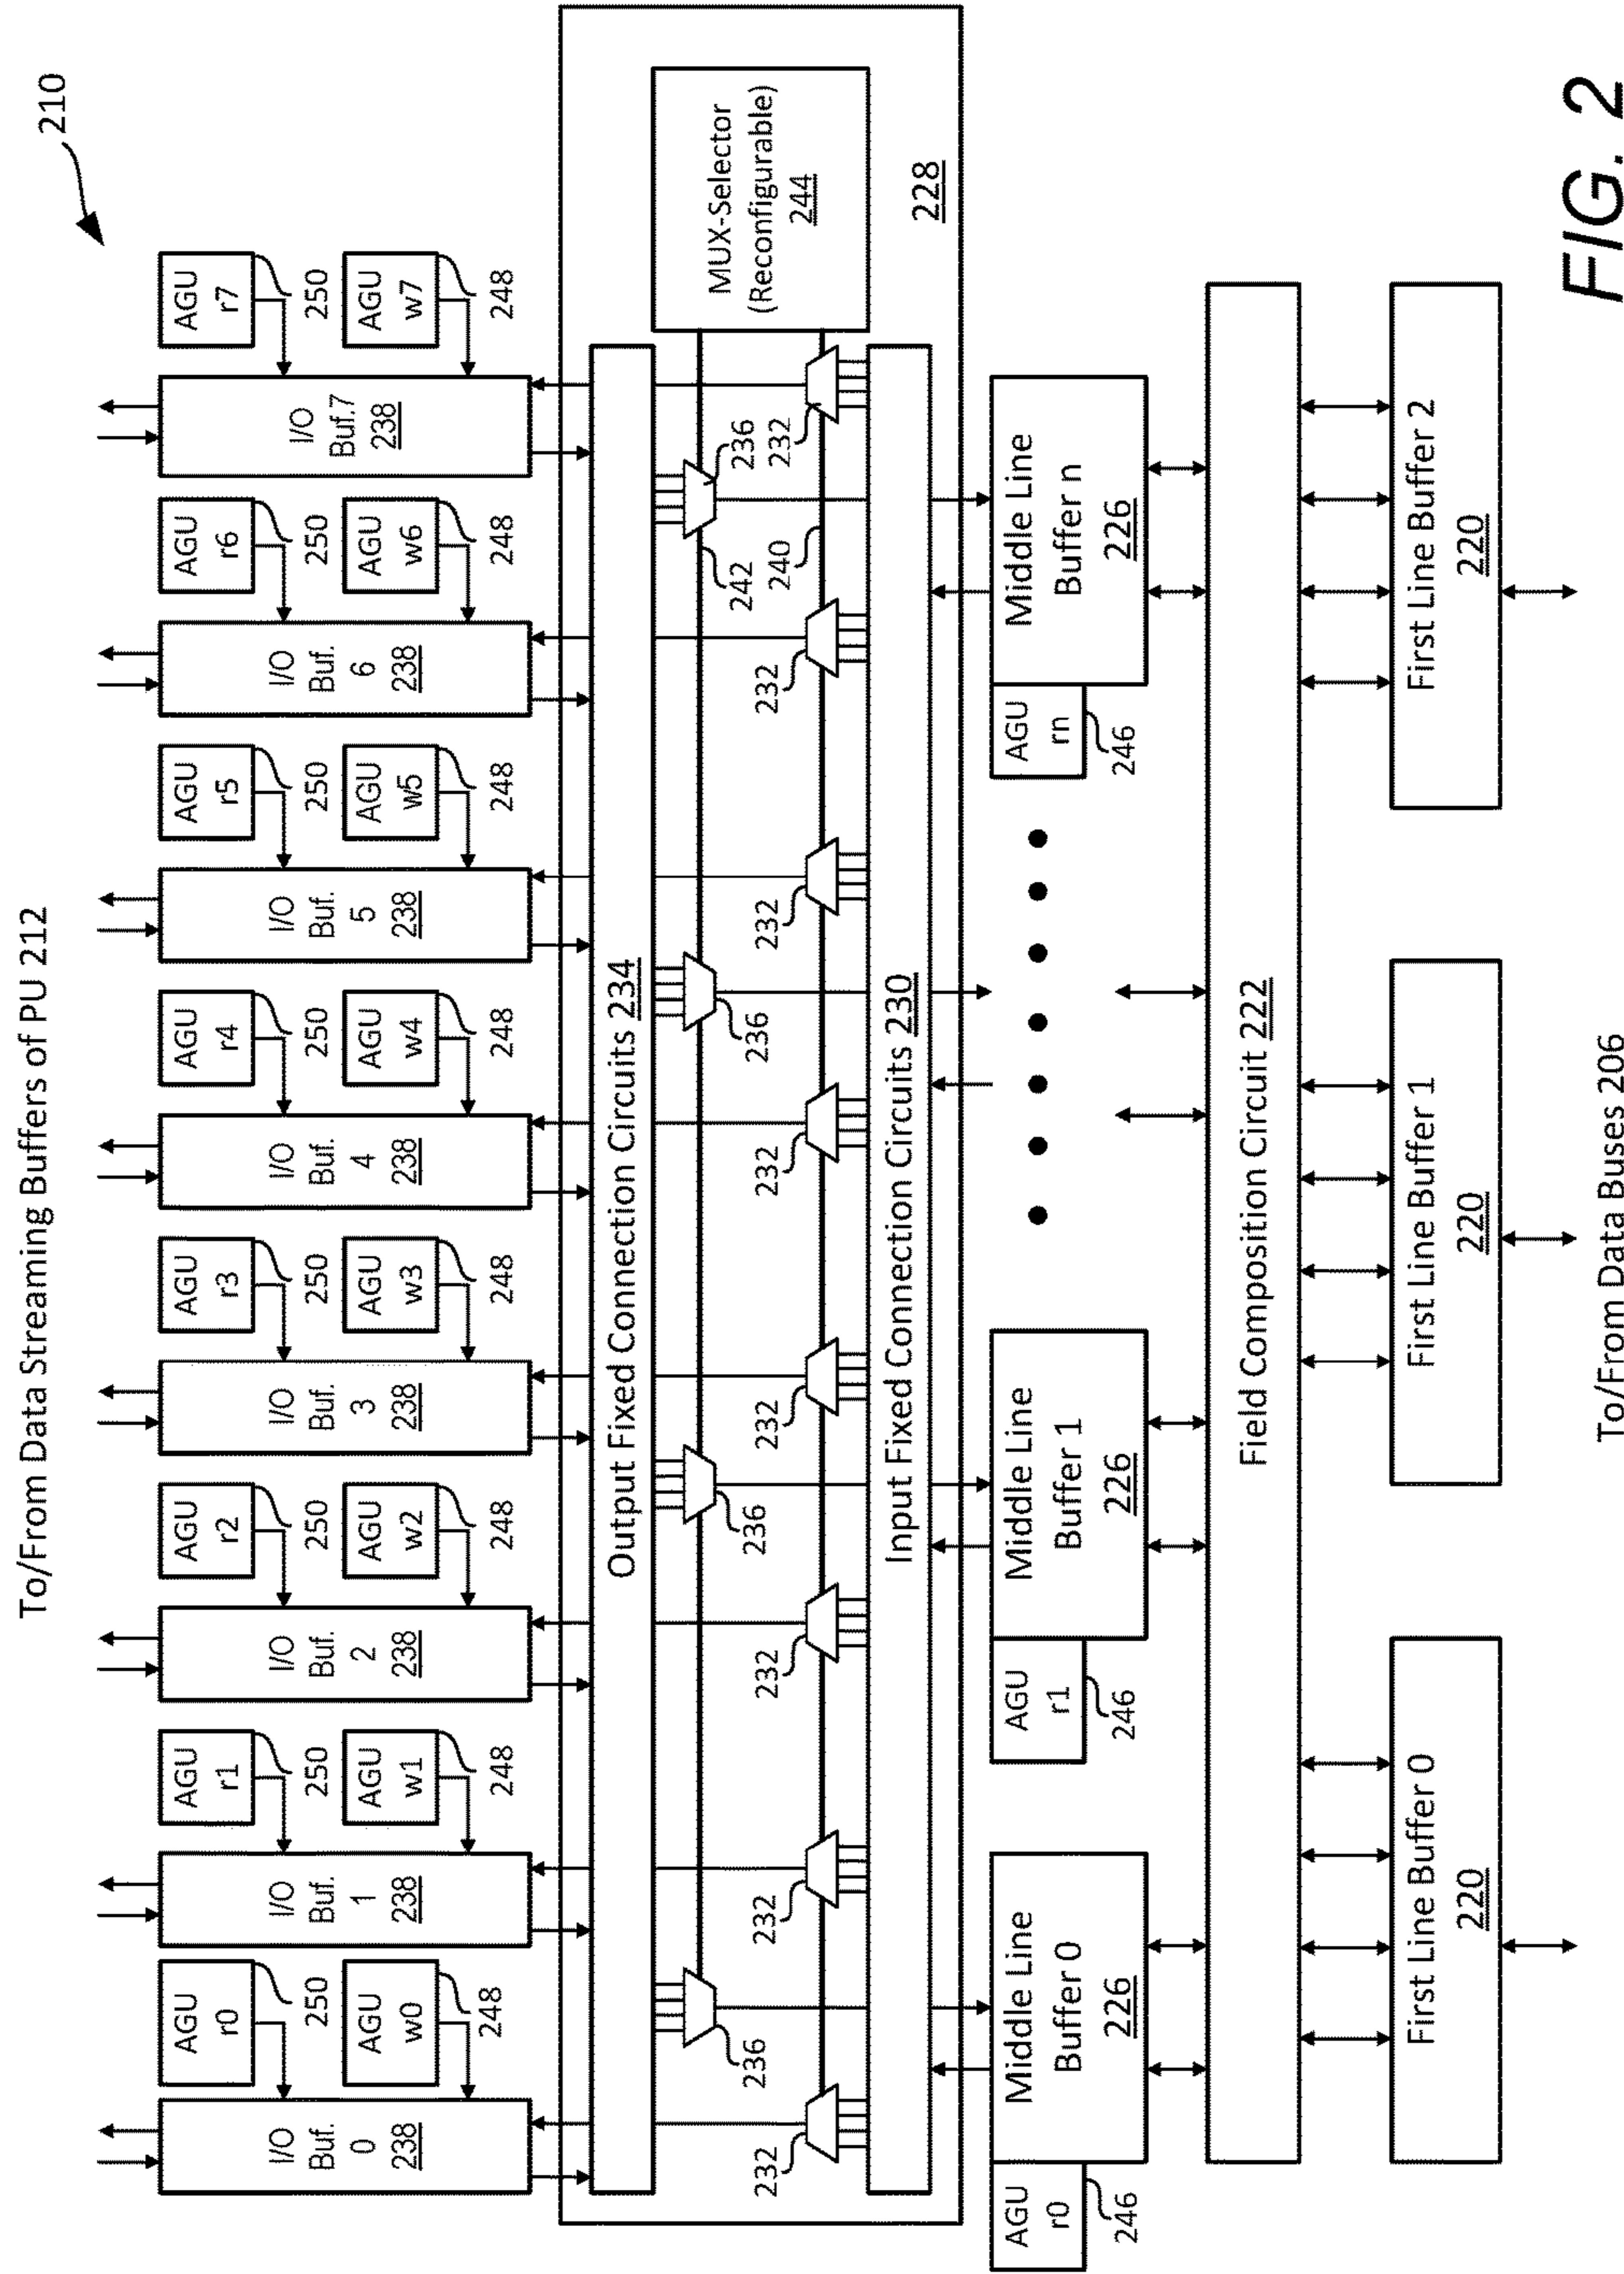 To/From Data Streaming Buffers of PU 212
210
AGU
r0
250
AGU
w0
248
I/O
Buf.
0
238
AGU
r1
250
AGU
w1
248
I/O
Buf.
1
238
AGU
r2
250
AGU
w2
248
I/O
Buf.
2
238
AGU
r3
250
AGU
w3
248
I/O
Buf.
3
238
AGU
r4
250
AGU
w4
248
I/O
Buf.
4
238
AGU
r5
250
AGU
w5
248
I/O
Buf.
5
238
AGU
r6
250
AGU
w6
248
I/O
Buf.
6
238
AGU
r7
250
AGU
w7
248
I/O
Buf.7
238
Output Fixed Connection Circuits 234
MUX-Selector
(Reconfigurable)
244
236
236
236
236
242
240
232
232
232
232
232
232
232
232
Input Fixed Connection Circuits 230
228
AGU
r0
246
Middle Line
Buffer 0
226
AGU
r1
246
Middle Line
Buffer 1
226
AGU
rn
246
Middle Line
Buffer n
226
Field Composition Circuit 222
First Line Buffer 0
220
First Line Buffer 1
220
First Line Buffer 2
220
To/From Data Buses 206
FIG. 2